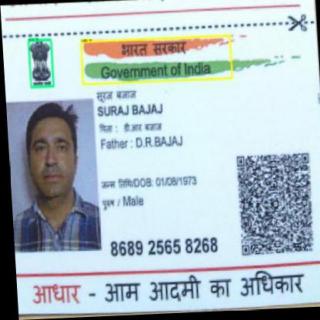 भारत सरकार
Government of India
सूरज बजाज
SURAJ BAJAJ
पिता : डी.आर बजाज
Father : D.R.BAJAJ
जन्म तिथि/DOB: 01/08/1973
पुरुष / Male
8689 2565 8268
आधार - आम आदमी का अधिकार